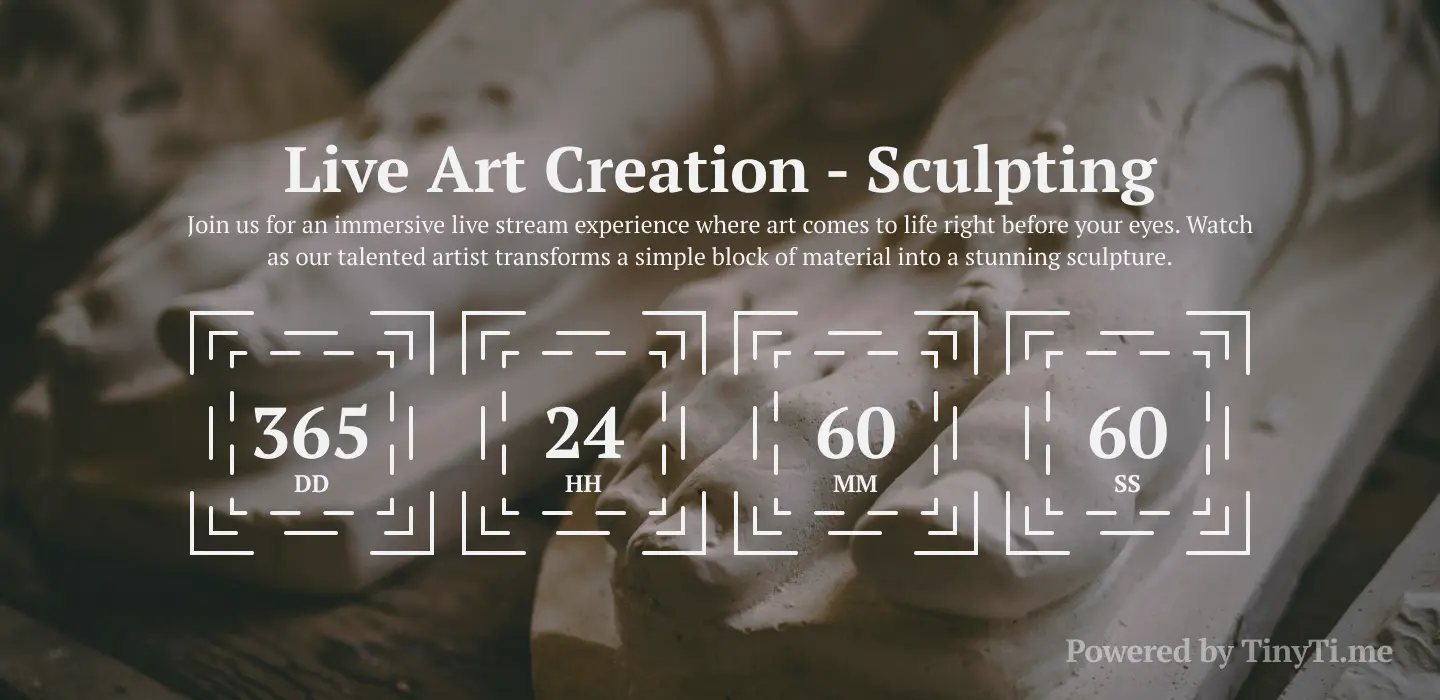 Live Art Creation - Sculpting
Join us for an immersive live stream experience where art comes to life right before your eyes. Watch
as our talented artist transforms a simple block of material into a stunning sculpture.
365 24 60 60
DD HH MM SS
Powered by TinyTi.me